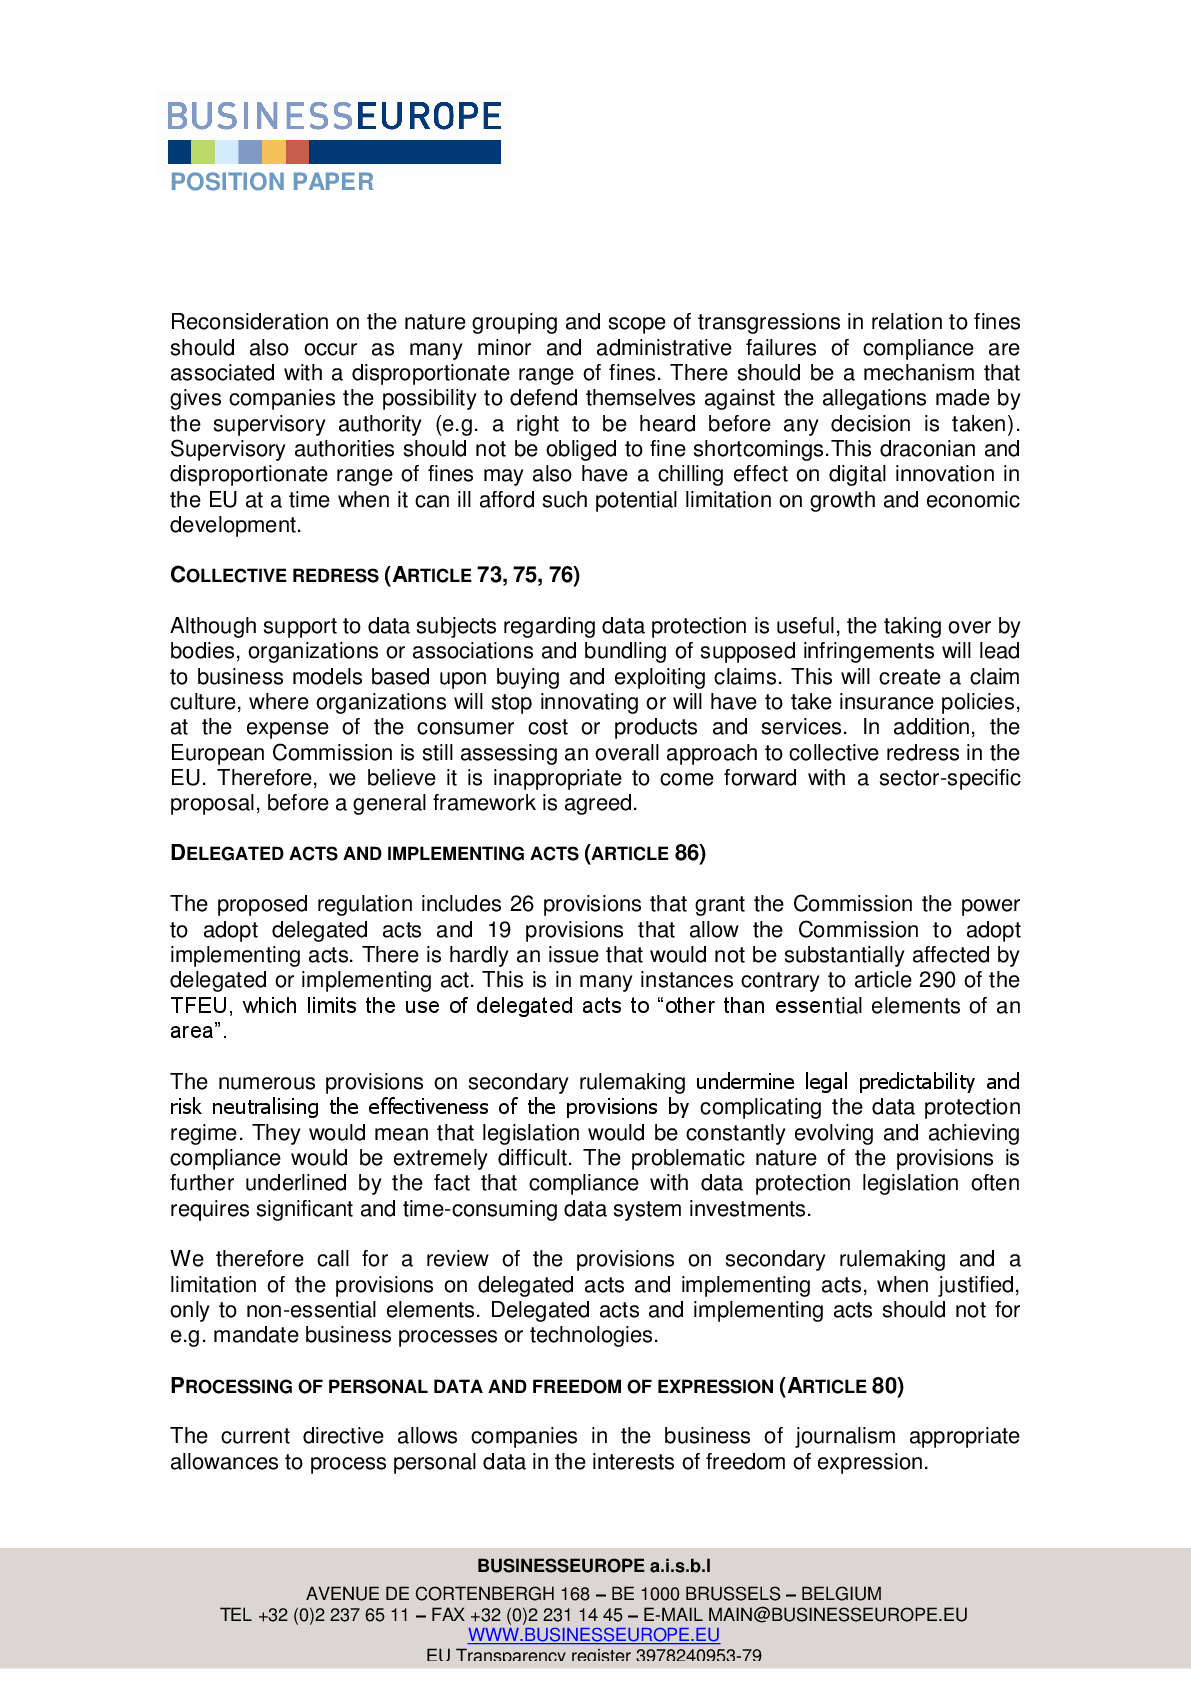 BUSINESSEUROPE
POSITION PAPER
Reconsideration on the nature grouping and scope of transgressions in relation to fines
should also occur as many minor and administrative failures of compliance are
associated with a disproportionate range of fines. There should be a mechanism that
gives companies the possibility to defend themselves against the allegations made by
the supervisory authority (e.g. a right to be heard before any decision is taken).
Supervisory authorities should not be obliged to fine shortcomings.This draconian and
disproportionate range of fines may also have a chilling effect on digital innovation in
the EU at a time when it can ill afford such potential limitation on growth and economic
development.
COLLECTIVE REDRESS (ARTICLE 73, 75, 76)
Although support to data subjects regarding data protection is useful, the taking over by
bodies, organizations or associations and bundling of supposed infringements will lead
to business models based upon buying and exploiting claims. This will create a claim
culture, where organizations will stop innovating or will have to take insurance policies,
at the expense of the consumer cost or products and services. In addition, the
European Commission is still assessing an overall approach to collective redress in the
EU. Therefore, we believe it is inappropriate to come forward with a sector-specific
proposal, before a general framework is agreed.
DELEGATED ACTS AND IMPLEMENTING ACTS (ARTICLE 86)
The proposed regulation includes 26 provisions that grant the Commission the power
to adopt delegated acts and 19 provisions that allow the Commission to adopt
implementing acts. There is hardly an issue that would not be substantially affected by
delegated or implementing act. This is in many instances contrary to article 290 of the
TFEU, which limits the use of delegated acts to “other than essential elements of an
area”.
The numerous provisions on secondary rulemaking undermine legal predictability and
risk neutralising the effectiveness of the provisions by complicating the data protection
regime. They would mean that legislation would be constantly evolving and achieving
compliance would be extremely difficult. The problematic nature of the provisions is
further underlined by the fact that compliance with data protection legislation often
requires significant and time-consuming data system investments.
We therefore call for a review of the provisions on secondary rulemaking and a
limitation of the provisions on delegated acts and implementing acts, when justified,
only to non-essential elements. Delegated acts and implementing acts should not for
e.g. mandate business processes or technologies.
PROCESSING OF PERSONAL DATA AND FREEDOM OF EXPRESSION (ARTICLE 80)
The current directive allows companies in the business of journalism appropriate
allowances to process personal data in the interests of freedom of expression.
BUSINESSEUROPE a.i.s.b.l
AVENUE DE CORTENBERGH 168 – BE 1000 BRUSSELS – BELGIUM
TEL +32 (0)2 237 65 11 – FAX +32 (0)2 231 14 45 – E-MAIL MAIN@BUSINESSEUROPE.EU
WWW.BUSINESSEUROPE.EU
EU Transparency register 3978240953-79